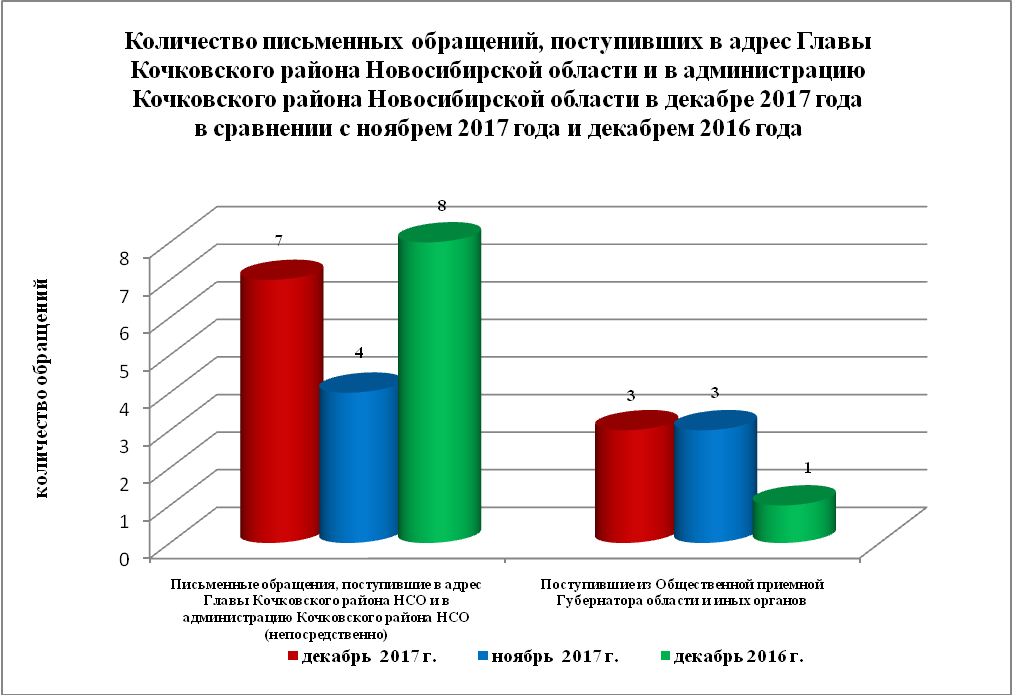 Количество письменных обращений, поступивших в адрес Главы
Кочковского района Новосибирской области и в администрацию
Кочковского района Новосибирской области в декабре 2017 года
в сравнении с ноябрем 2017 года и декабрем 2016 года
количество обращений
8
7
6
5
4
3
2
1
0
7
4
8
3
3
1
Письменные обращения, поступившие в адрес
Главы Кочковского района НСО и в
администрацию Кочковского района НСО
(непосредственно)
Поступившие из Общественной приемной
Губернатора области и иных органов
декабрь 2017 г.
ноябрь 2017 г.
декабрь 2016 г.